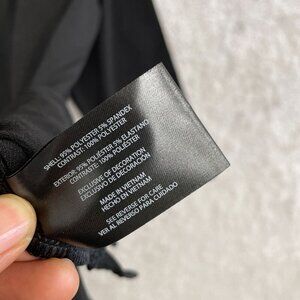 SHELL: 95% POLYESTER 5% SPANDEX
CONTRAST: 100% POLYESTER
EXTERIOR: 95% POLIÉSTER 5% ELASTANO
CONTRASTE: 100% POLIÉSTER
EXCLUSIVE OF DECORATION
EXCLUSIVO DE DECORACIÓN
MADE IN VIETNAM
HECHO EN VIETNAM
SEE REVERSE FOR CARE
VER AL REVERSO PARA CUIDADO